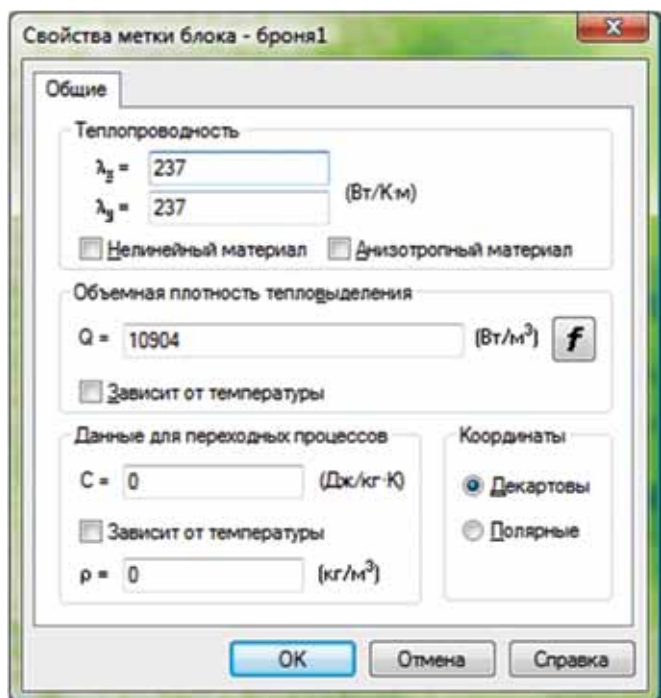 Свойства метки блока - броня1
Общие
Теплопроводность
λx = 237
λy = 237
(Вт/К·м)
Нелинейный материал Анизотропный материал
Объемная плотность тепловыделения
Q = 10904 (Вт/м³) f
Зависит от температуры
Данные для переходных процессов
C = 0 (Дж/кг·К)
Зависит от температуры
ρ = 0 (кг/м³)
Координаты
Декартовы
Полярные
ОК Отмена Справка